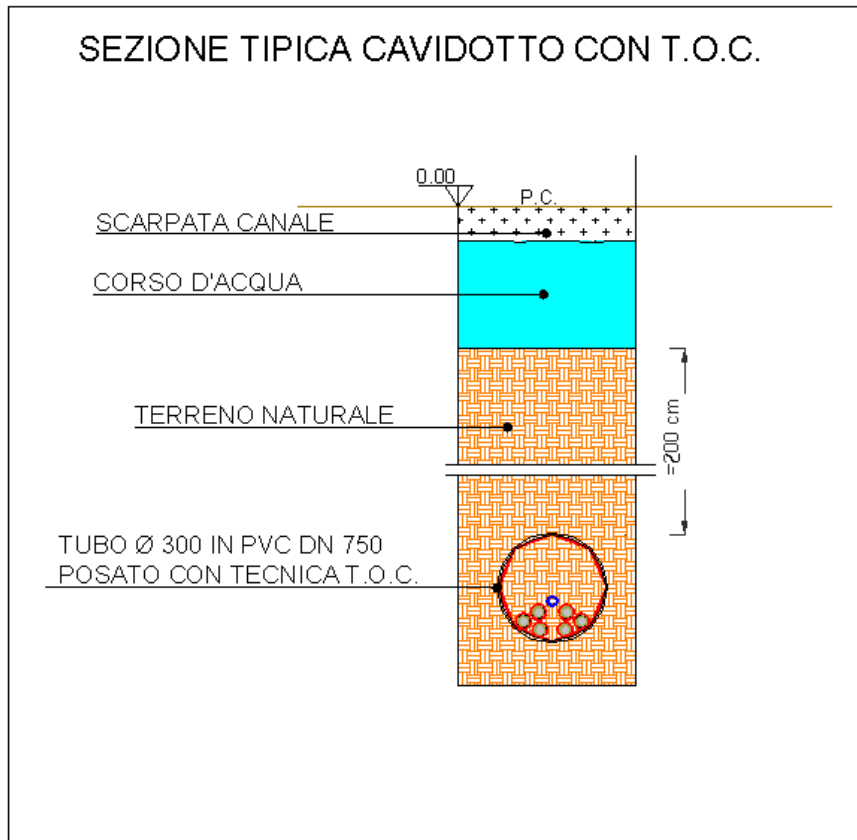 SEZIONE TIPICA CAVIDOTTO CON T.O.C.
0.00
P.C.
SCARPATA CANALE
CORSO D'ACQUA
TERRENO NATURALE
=200 cm
TUBO Ø 300 IN PVC DN 750
POSATO CON TECNICA T.O.C.